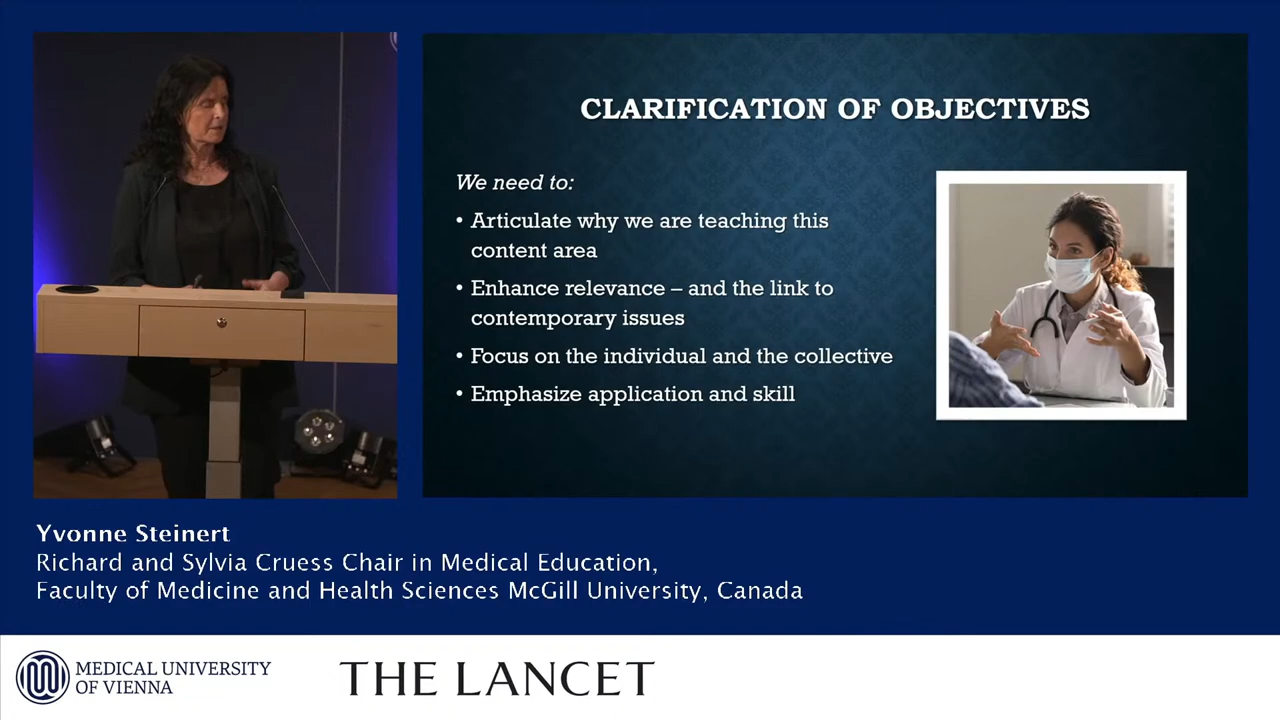 CLARIFICATION OF OBJECTIVES
We need to:
• Articulate why we are teaching this
content area
• Enhance relevance – and the link to
contemporary issues
• Focus on the individual and the collective
• Emphasize application and skill
Yvonne Steinert
Richard and Sylvia Cruess Chair in Medical Education,
Faculty of Medicine and Health Sciences McGill University, Canada
MEDICAL UNIVERSITY
OF VIENNA
THE LANCET